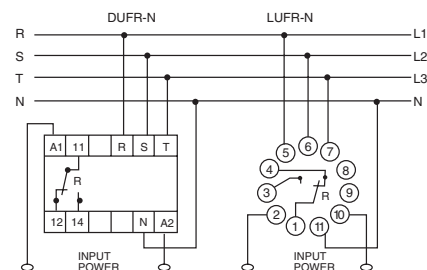 DUFR-N LUFR-N
R L1
S L2
T L3
N N
A1 11 R S T
R
12 14 N A2
INPUT
POWER
5 6 7
4 8
3 R 9
2 1 11 10
INPUT
POWER